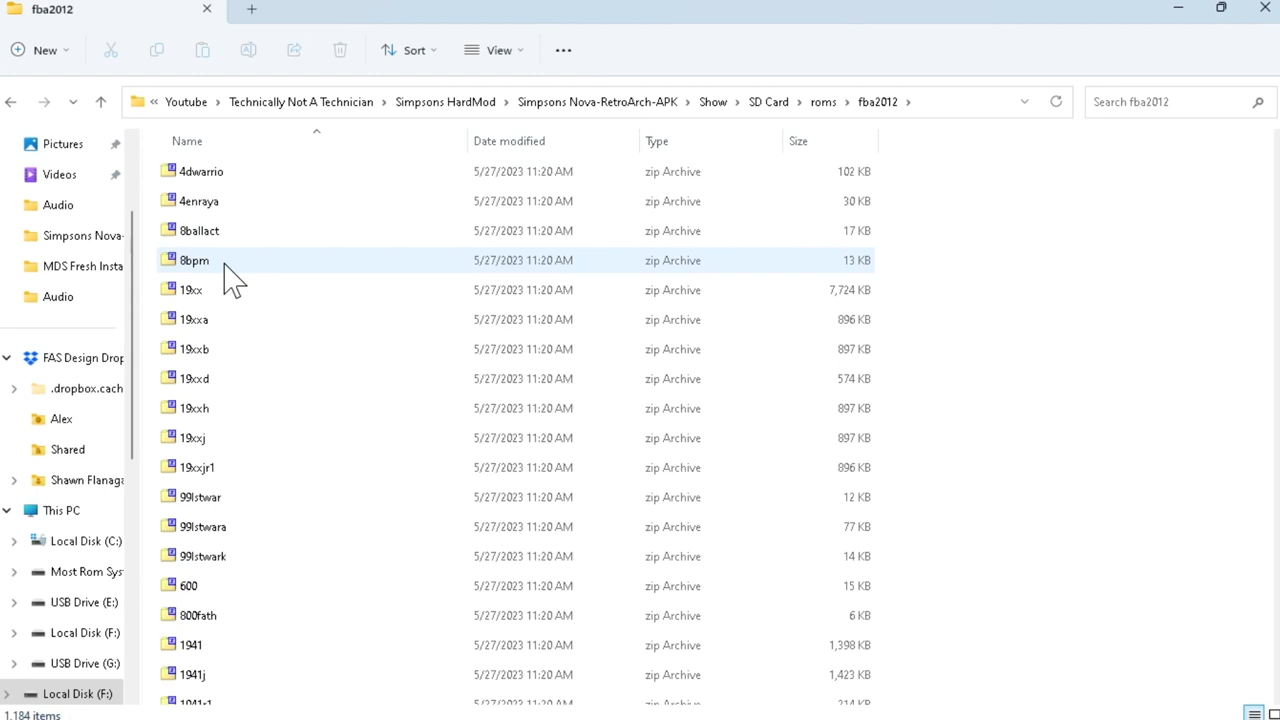 fba2012
New
Sort
View
Youtube › Technically Not A Technician › Simpsons HardMod › Simpsons Nova-RetroArch-APK › Show › SD Card › roms › fba2012 ›
Search fba2012
Pictures
Videos
Audio
Simpsons Nova-
MDS Fresh Insta
Audio
FAS Design Drop
.dropbox.cach
Alex
Shared
Shawn Flanaga
This PC
Local Disk (C:)
Most Rom Sys
USB Drive (E:)
Local Disk (F:)
USB Drive (G:)
Local Disk (F:)
Name Date modified Type Size
4dwarrio 5/27/2023 11:20 AM zip Archive 102 KB
4enraya 5/27/2023 11:20 AM zip Archive 30 KB
8ballact 5/27/2023 11:20 AM zip Archive 17 KB
8bpm 5/27/2023 11:20 AM zip Archive 13 KB
19xx 5/27/2023 11:20 AM zip Archive 7,724 KB
19xxa 5/27/2023 11:20 AM zip Archive 896 KB
19xxb 5/27/2023 11:20 AM zip Archive 897 KB
19xxd 5/27/2023 11:20 AM zip Archive 574 KB
19xxh 5/27/2023 11:20 AM zip Archive 897 KB
19xxj 5/27/2023 11:20 AM zip Archive 897 KB
19xxjr1 5/27/2023 11:20 AM zip Archive 896 KB
99lstwar 5/27/2023 11:20 AM zip Archive 12 KB
99lstwara 5/27/2023 11:20 AM zip Archive 77 KB
99lstwark 5/27/2023 11:20 AM zip Archive 14 KB
600 5/27/2023 11:20 AM zip Archive 15 KB
800fath 5/27/2023 11:20 AM zip Archive 6 KB
1941 5/27/2023 11:20 AM zip Archive 1,398 KB
1941j 5/27/2023 11:20 AM zip Archive 1,423 KB
1941r1 5/27/2023 11:20 AM zip Archive 214 KB
1,184 items